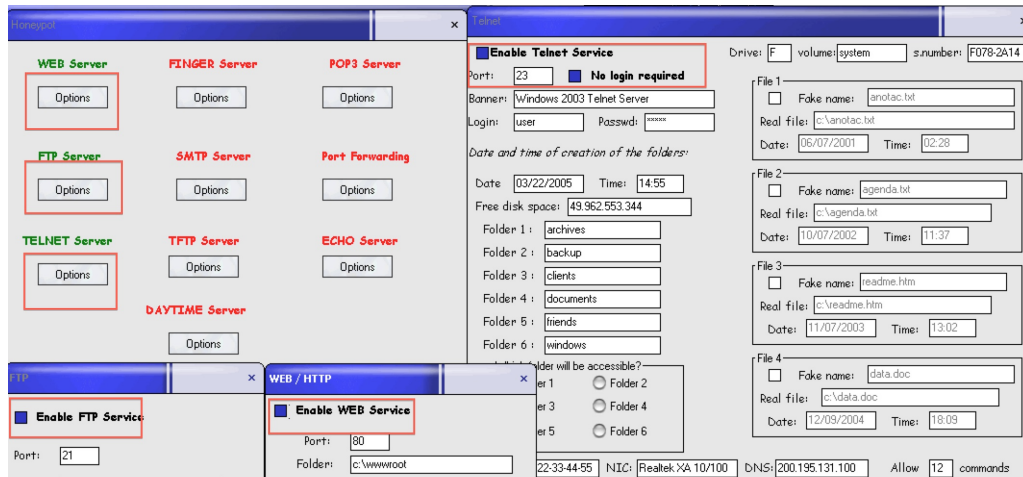 Honeypot ×
WEB Server FINGER Server POP3 Server
Options Options Options
FTP Server SMTP Server Port Forwarding
Options Options Options
TELNET Server TFTP Server ECHO Server
Options Options Options
DAYTIME Server
Options
Telnet
Enable Telnet Service
Port: 23 No login required
Banner: Windows 2003 Telnet Server
Login: user Passwd: *****
Date and time of creation of the folders:
Date 03/22/2005 Time: 14:55
Free disk space: 49.962.553.344
Folder 1 : archives
Folder 2 : backup
Folder 3 : clients
Folder 4 : documents
Folder 5 : friends
Folder 6 : windows
folder will be accessible?
er 1 Folder 2
er 3 Folder 4
er 5 Folder 6
22-33-44-55 NIC: Realtek XA 10/100 DNS: 200.195.131.100 Allow 12 commands
Drive: F volume: system s.number: F078-2A14
File 1
Fake name: anotac.txt
Real file: c:\anotac.txt
Date: 06/07/2001 Time: 02:28
File 2
Fake name: agenda.txt
Real file: c:\agenda.txt
Date: 10/07/2002 Time: 11:37
File 3
Fake name: readme.htm
Real file: c:\readme.htm
Date: 11/07/2003 Time: 13:02
File 4
Fake name: data.doc
Real file: c:\data.doc
Date: 12/09/2004 Time: 18:09
FTP ×
Enable FTP Service
Port: 21
WEB / HTTP ×
Enable WEB Service
Port: 80
Folder: c:\wwwroot